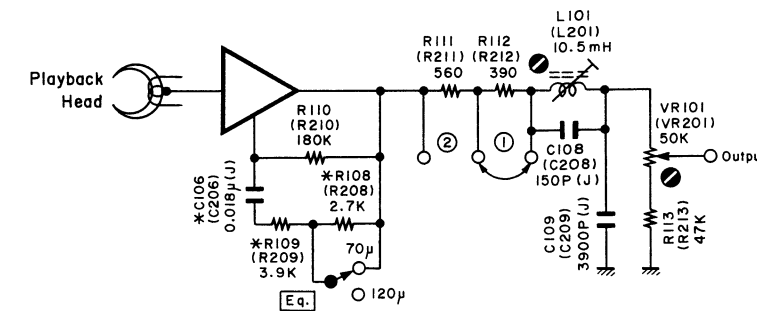 L101
(L201)
10.5mH
R111
(R211)
560
R112
(R212)
390
Playback
Head
R110
(R210)
180K
②
①
C108
(C208)
150P (J)
VR101
(VR201)
50K
Output
*C106
(C206)
0.018μ(J)
*R108
(R208)
2.7K
*R109
(R209)
3.9K
70μ
120μ
Eq.
C109
(C209)
3900P(J)
R113
(R213)
47K